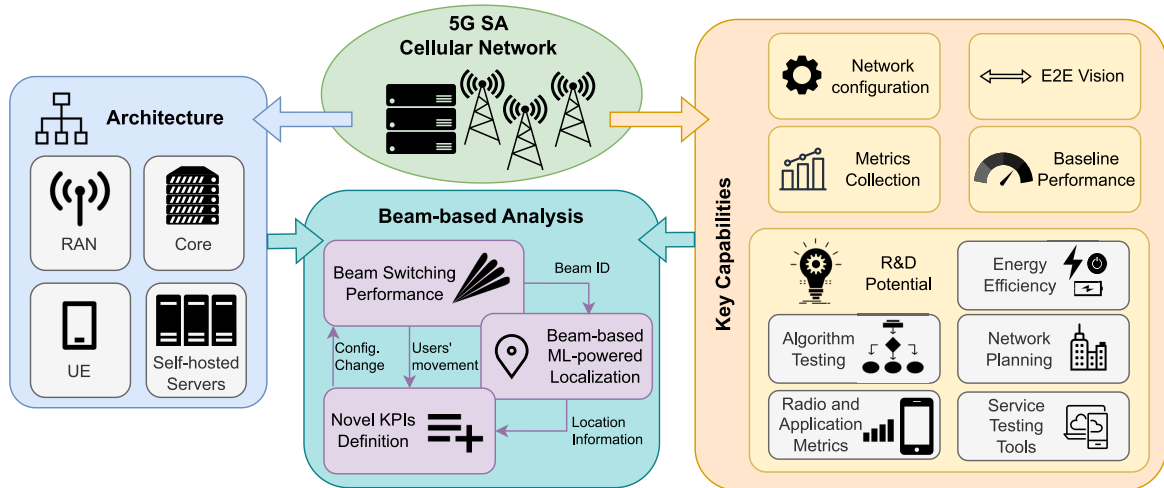 5G SA
Cellular Network
Architecture
RAN
Core
UE
Self-hosted
Servers
Beam-based Analysis
Beam Switching
Performance
Beam ID
Config.
Change
Users'
movement
Beam-based
ML-powered
Localization
Novel KPIs
Definition
Location
Information
Key Capabilities
Network
configuration
E2E Vision
Metrics
Collection
Baseline
Performance
R&D
Potential
Energy
Efficiency
Algorithm
Testing
Network
Planning
Radio and
Application
Metrics
Service
Testing
Tools